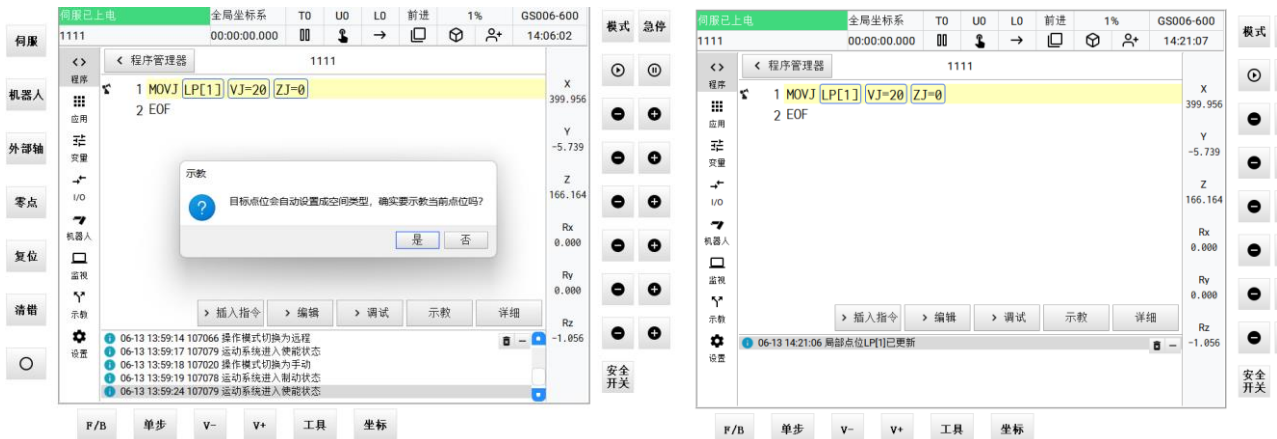 伺服已上电 全局坐标系 T0 U0 L0 前进 1% GS006-600
1111 00:00:00.000 14:06:02
伺服
机器人
外部轴
零点
复位
清错
程序
应用
变量
I/O
机器人
监视
示教
设置
程序管理器 1111
1 MOVJ LP[1] VJ=20 ZJ=0
2 EOF
示教
目标点位会自动设置成空间类型，确实要示教当前点位吗?
是 否
插入指令 编辑 调试 示教 详细
06-13 13:59:14 107066 操作模式切换为远程
06-13 13:59:17 107079 运动系统进入使能状态
06-13 13:59:18 107020 操作模式切换为手动
06-13 13:59:19 107078 运动系统进入制动状态
06-13 13:59:24 107079 运动系统进入使能状态
X
399.956
Y
-5.739
Z
166.164
Rx
0.000
Ry
0.000
Rz
-1.056
模式 急停
安全
开关
F/B 单步 V- V+ 工具 坐标
伺服已上电 全局坐标系 T0 U0 L0 前进 1% GS006-600
1111 00:00:00.000 14:21:07
程序
应用
变量
I/O
机器人
监视
示教
设置
程序管理器 1111
1 MOVJ LP[1] VJ=20 ZJ=0
2 EOF
插入指令 编辑 调试 示教 详细
06-13 14:21:06 局部点位LP[1]已更新
X
399.956
Y
-5.739
Z
166.164
Rx
0.000
Ry
0.000
Rz
-1.056
模式
安全
开关
F/B 单步 V- V+ 工具 坐标